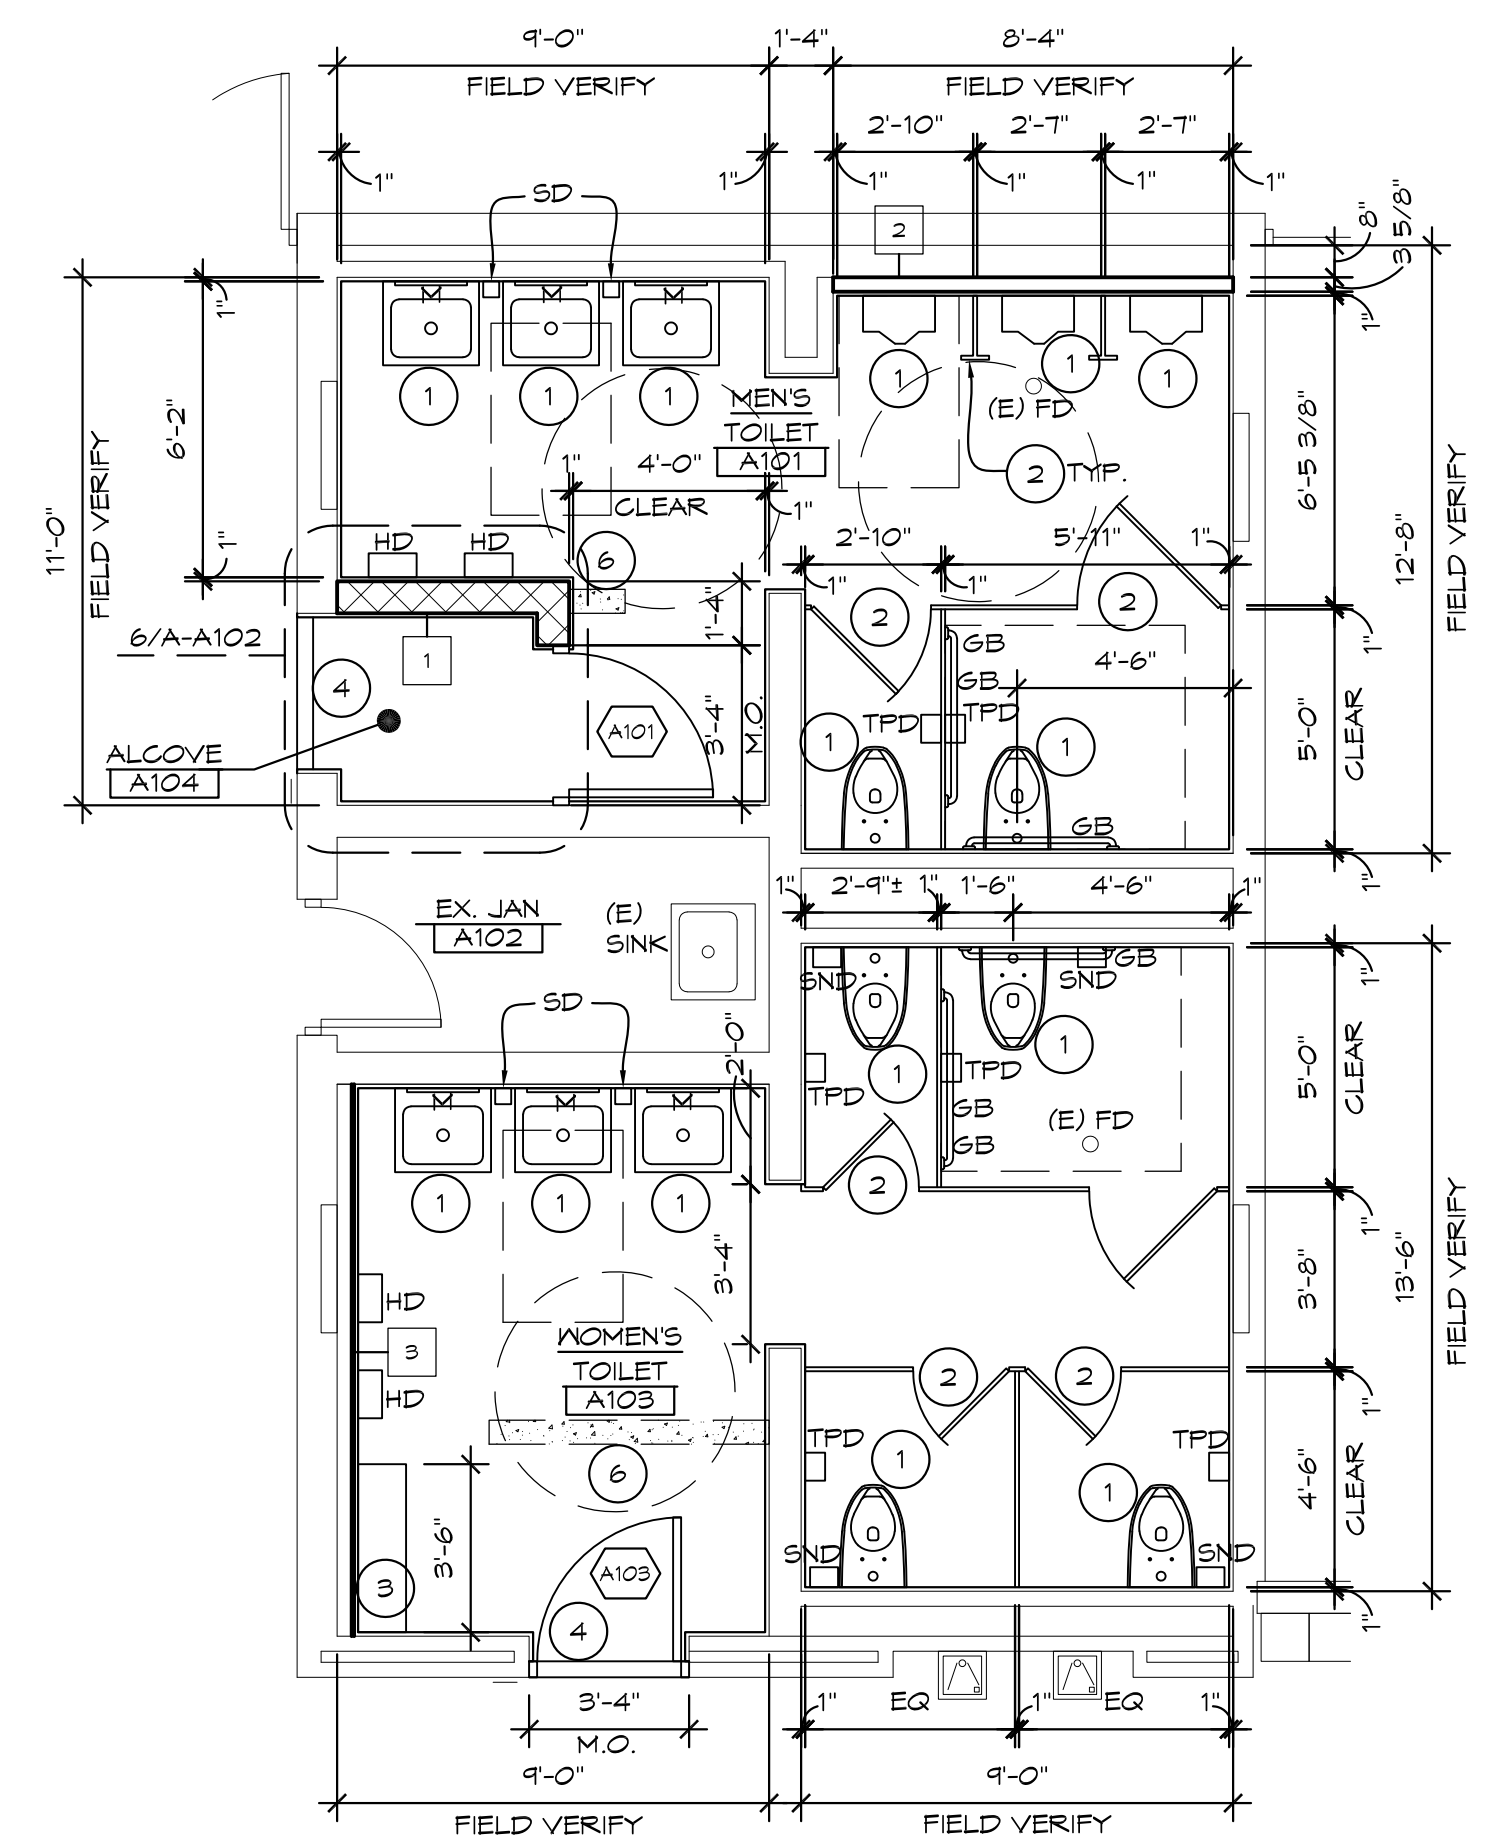 9'-0" 1'-4" 8'-4"
FIELD VERIFY FIELD VERIFY
2'-10" 2'-7" 2'-7"
1" 1" 1" 1" 1" 1"
SD
2
8"
3 5/8"
1"
1"
1 1 1
1 1 1
MEN'S
TOILET
A101
(E) FD
2 TYP.
6'-2"
6'-5 3/8"
11'-0"
FIELD VERIFY
12'-8"
FIELD VERIFY
1" 4'-0"
CLEAR
1"
1"
HD HD
6
2'-10" 5'-11" 1"
1" 1"
2 2
1'-4"
6/A-A102
1
4
GB
GB
TPD TPD
4'-6"
1"
A101
3'-4"
M.O.
1 1
5'-0"
CLEAR
ALCOVE
A104
GB
1"
1" 2'-9"± 1" 1'-6" 4'-6" 1"
EX. JAN
A102
(E)
SINK
SND SND GB
1"
SD
2'-0"
1 1
TPD TPD
GB
GB
(E) FD
5'-0"
CLEAR
2
1 1 1
1"
3'-4"
3'-8"
13'-6"
FIELD VERIFY
HD
3
HD
WOMEN'S
TOILET
A103
2 2
1"
6
TPD TPD
1 1
4'-6"
CLEAR
3'-6"
SND SND
A103
3
4
1"
3'-4"
M.O.
1" EQ 1" EQ 1"
9'-0" 9'-0"
FIELD VERIFY FIELD VERIFY